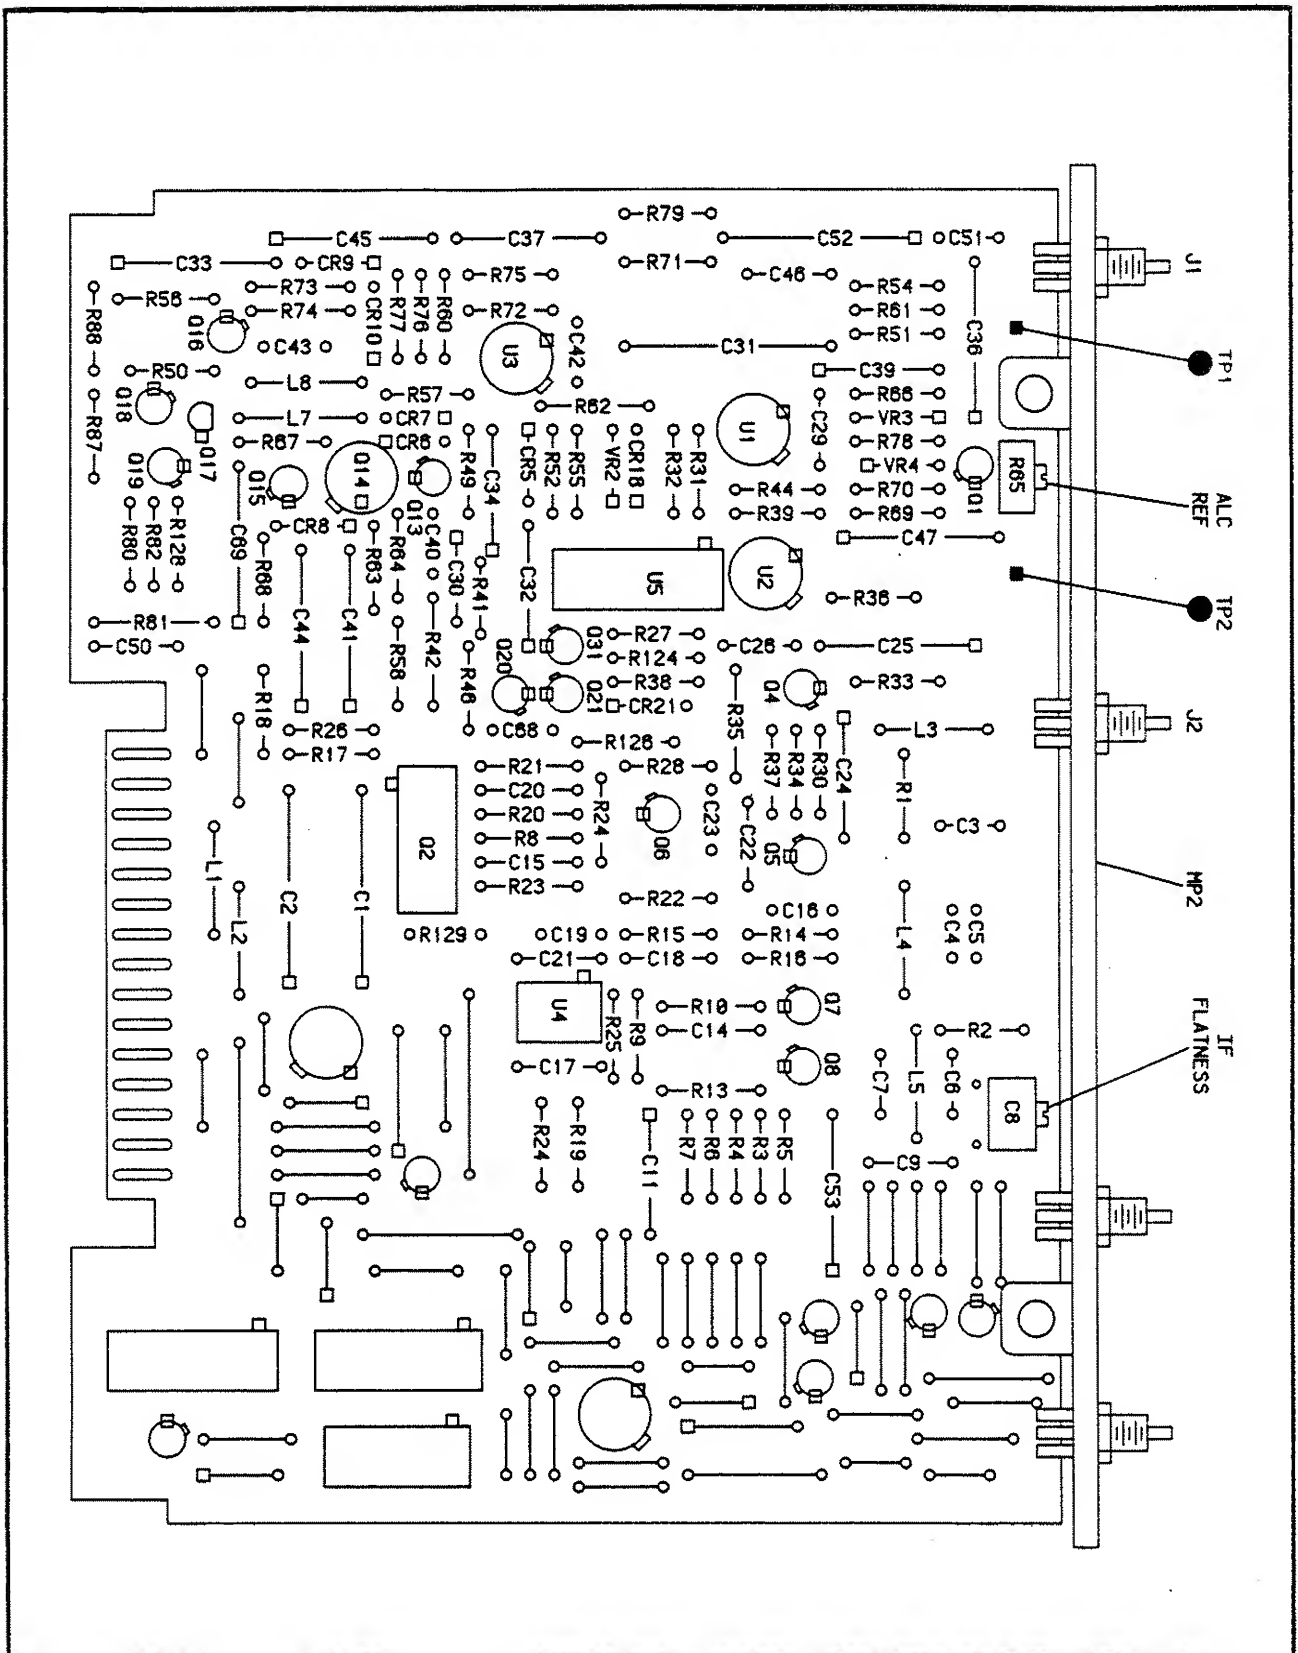 R79
C45
C37
C52
C51
C33
CR9
R71
C46
J1
R56
R73
R75
R54
R88
R74
CR10
R77
R76
R60
R72
R61
C36
TP1
Q16
C43
U3
C42
C31
R51
R50
L8
C39
Q18
R57
R62
R66
R87
L7
CR7
U1
C29
VR3
R67
CR6
R78
Q17
Q19
Q15
Q14
Q13
R49
C34
CR5
R52
R55
VR2
CR18
R32
R31
VR4
Q1
R65
ALC
REF
R44
R70
R39
R69
R80
R82
R128
C69
R68
CR8
R63
R64
C40
C30
R41
C32
U5
U2
C47
TP2
R81
C44
C41
R42
R36
C50
R58
Q20
Q31
R27
C26
C25
R124
R18
R46
Q21
R38
R35
Q4
R33
CR21
R26
C68
L3
J2
R17
R126
R37
R34
R30
C24
R21
R28
C20
R24
C23
C22
R1
R20
Q6
Q5
C3
R8
L1
Q2
C15
MP2
R23
L2
C2
C1
R22
C16
L4
C4
C5
R129
C19
R15
R14
C21
C18
R16
U4
R25
R9
R10
Q7
IF
FLATNESS
C14
R2
C17
Q8
C7
L5
C6
R13
C8
R24
R19
C11
R7
R6
R4
R3
R5
C53
C9